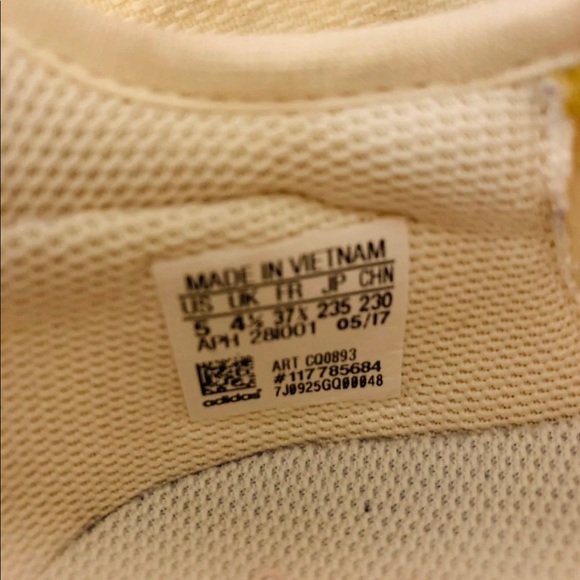 MADE IN VIETNAM
US UK FR JP CHN
5 4½ 37⅓ 235 230
APH 281001 05/17
ART CQ0893
#117785684
adidas 7J0925GQ00048